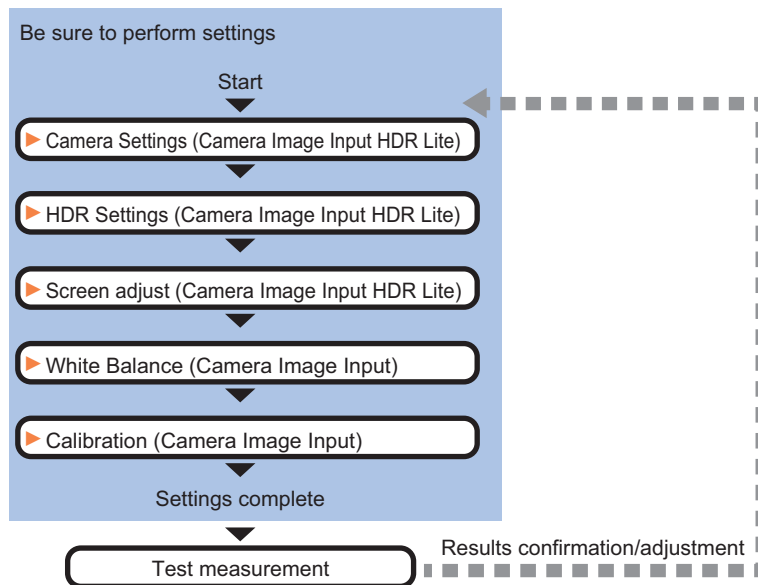 Be sure to perform settings
Start
Camera Settings (Camera Image Input HDR Lite)
HDR Settings (Camera Image Input HDR Lite)
Screen adjust (Camera Image Input HDR Lite)
White Balance (Camera Image Input)
Calibration (Camera Image Input)
Settings complete
Test measurement
Results confirmation/adjustment